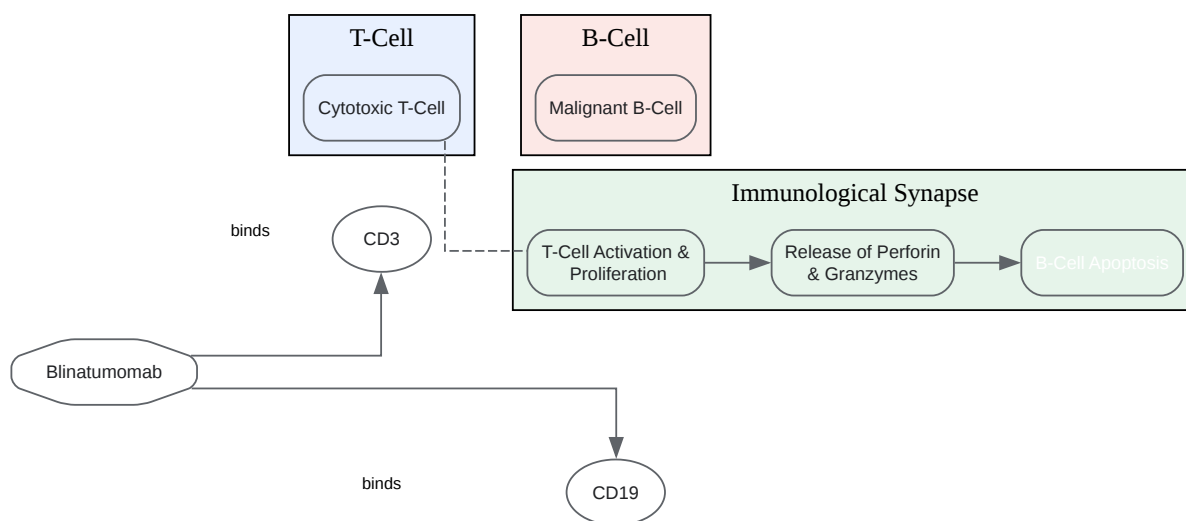 T-Cell
B-Cell
Cytotoxic T-Cell
Malignant B-Cell
Immunological Synapse
binds
CD3
T-Cell Activation &
Proliferation
Release of Perforin
& Granzymes
B-Cell Apoptosis
Blinatumomab
binds
CD19